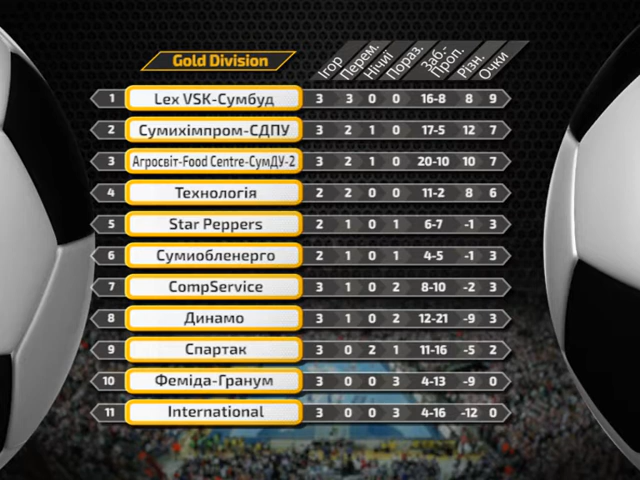 Gold Division
Ігор Перем. Нічиї Пораз. Заб.-Проп. Різн. Очки
1 Lex VSK-Сумбуд 3 3 0 0 16-8 8 9
2 Сумихімпром-СДПУ 3 2 1 0 17-5 12 7
3 Агросвіт-Food Centre-СумДУ-2 3 2 1 0 20-10 10 7
4 Технологія 2 2 0 0 11-2 8 6
5 Star Peppers 2 1 0 1 6-7 -1 3
6 Сумиобленерго 2 1 0 1 4-5 -1 3
7 CompService 3 1 0 2 8-10 -2 3
8 Динамо 3 1 0 2 12-21 -9 3
9 Спартак 3 0 2 1 11-16 -5 2
10 Феміда-Гранум 3 0 0 3 4-13 -9 0
11 International 3 0 0 3 4-16 -12 0